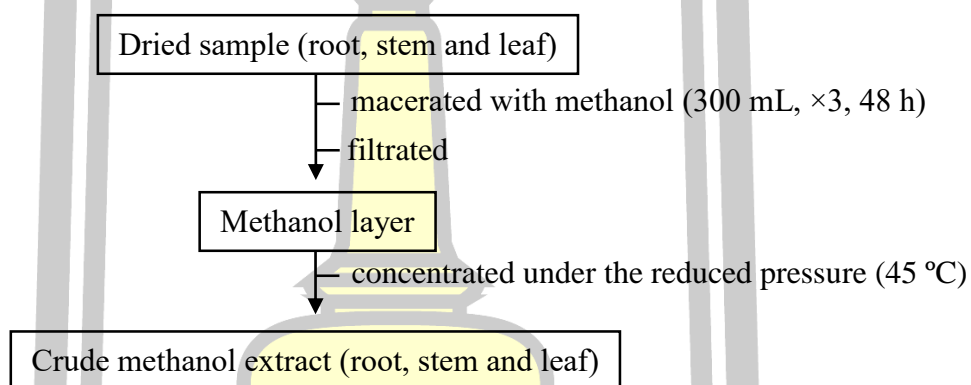 Dried sample (root, stem and leaf)
macerated with methanol (300 mL, ×3, 48 h)
filtrated
Methanol layer
concentrated under the reduced pressure (45 ºC)
Crude methanol extract (root, stem and leaf)